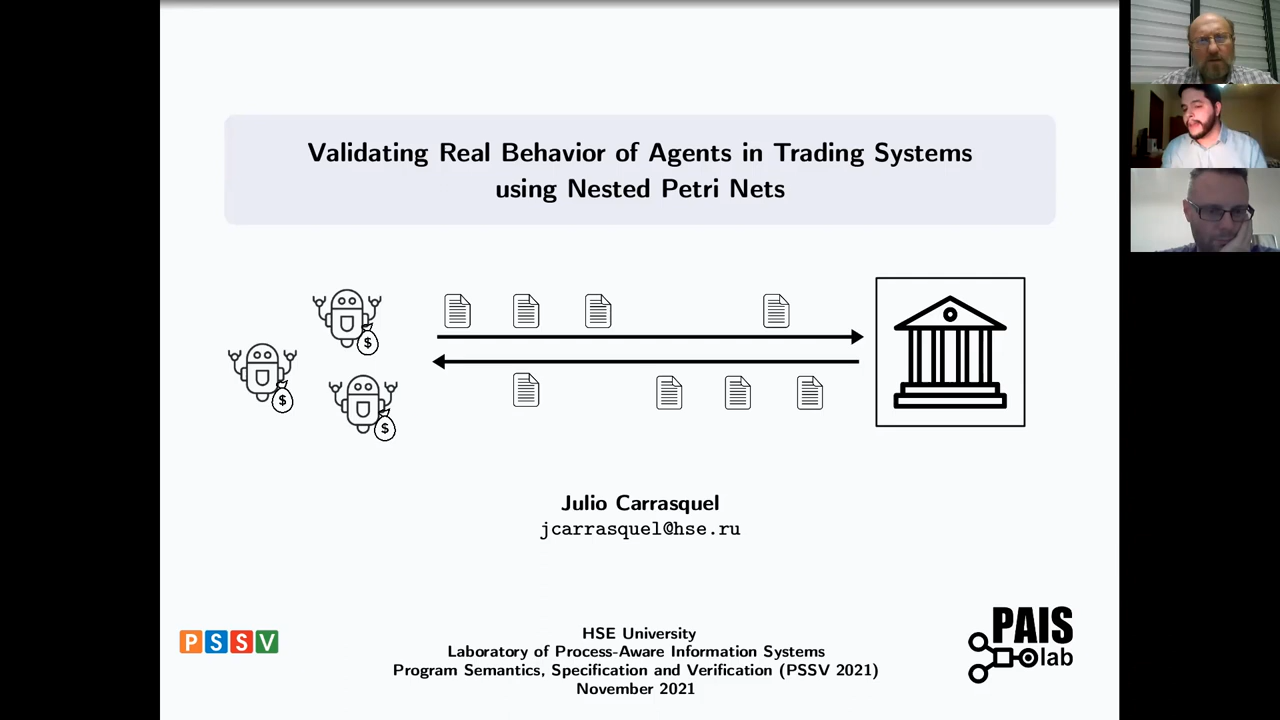 Validating Real Behavior of Agents in Trading Systems
using Nested Petri Nets
$
$
$
Julio Carrasquel
jcarrasquel@hse.ru
PSSV
HSE University
Laboratory of Process-Aware Information Systems
Program Semantics, Specification and Verification (PSSV 2021)
November 2021
PAIS
lab